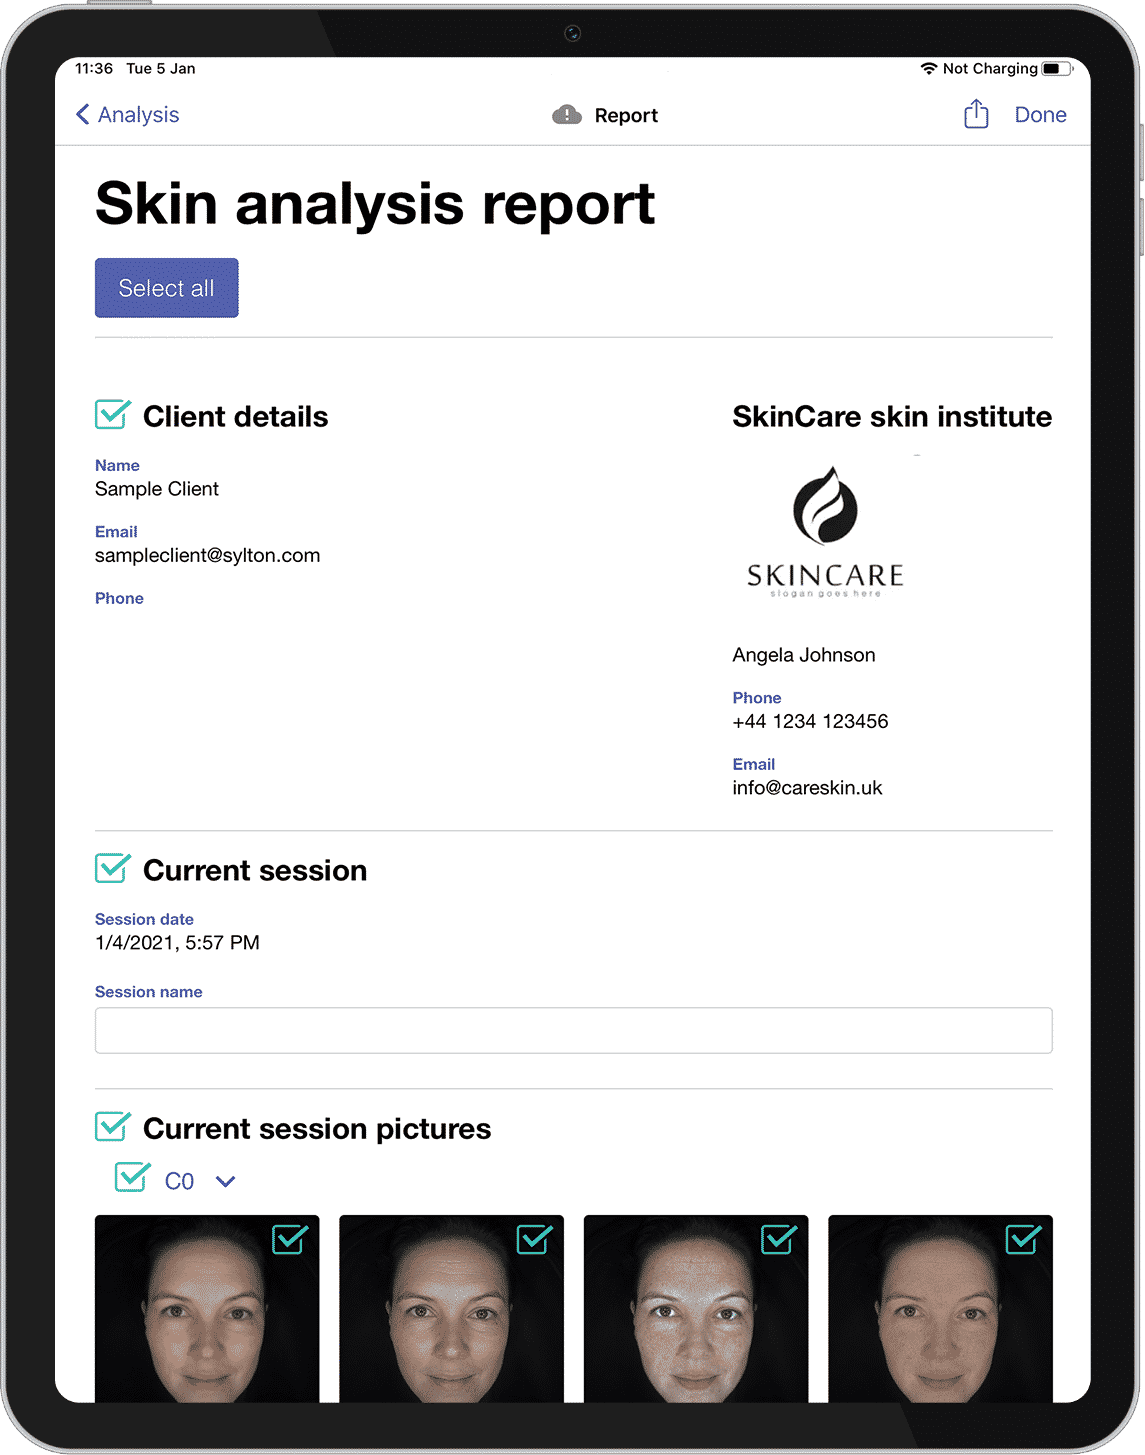 11:36 Tue 5 Jan
Not Charging
Analysis
Report
Done
Skin analysis report
Select all
Client details
Name
Sample Client
Email
sampleclient@sylton.com
Phone
SkinCare skin institute
SKINCARE
slogan goes here
Angela Johnson
Phone
+44 1234 123456
Email
info@careskin.uk
Current session
Session date
1/4/2021, 5:57 PM
Session name
Current session pictures
C0